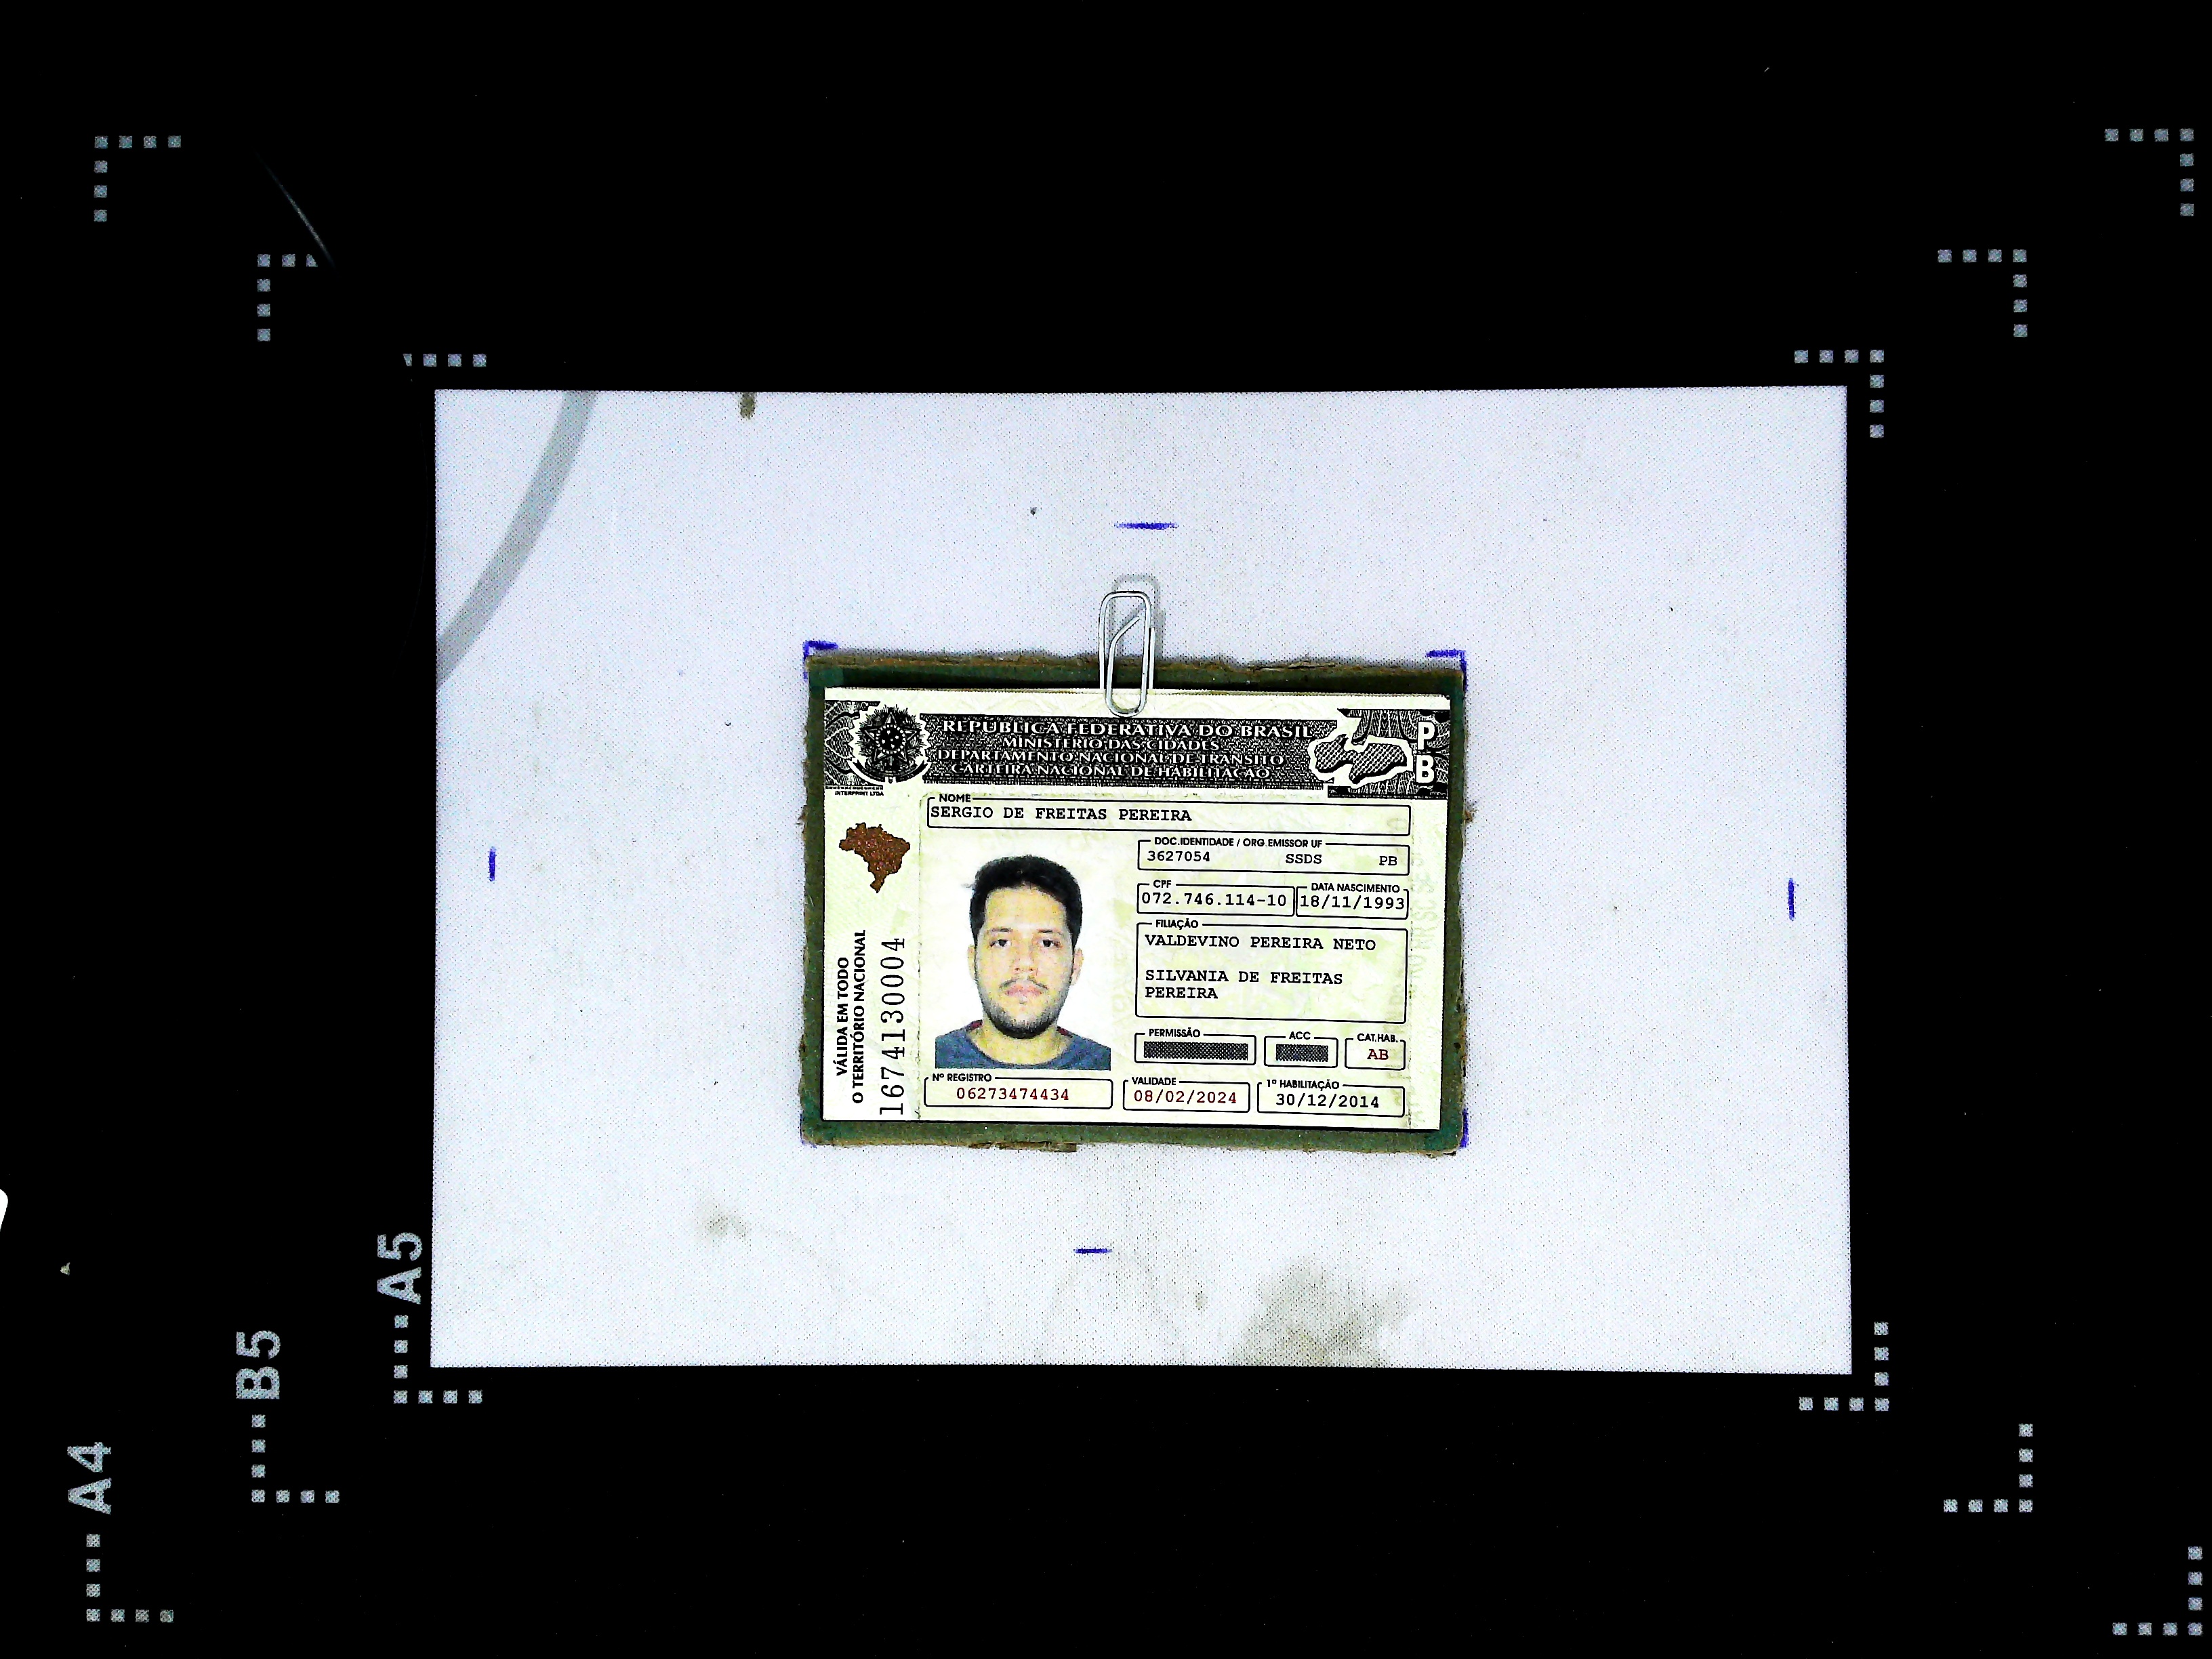 REPÚBLICA FEDERATIVA DO BRASIL
MINISTÉRIO DAS CIDADES
DEPARTAMENTO NACIONAL DE TRÂNSITO
CARTEIRA NACIONAL DE HABILITAÇÃO
P
B
INTERPRINT LTDA
NOME
SERGIO DE FREITAS PEREIRA
DOC.IDENTIDADE / ORG.EMISSOR UF
3627054 SSDS PB
CPF DATA NASCIMENTO
072.746.114-10 18/11/1993
FILIAÇÃO
VALDEVINO PEREIRA NETO
SILVANIA DE FREITAS
PEREIRA
PERMISSÃO ACC CAT.HAB.
AB
Nº REGISTRO VALIDADE 1ª HABILITAÇÃO
06273474434 08/02/2024 30/12/2014
VÁLIDA EM TODO
O TERRITÓRIO NACIONAL
1674130004
A5
B5
A4